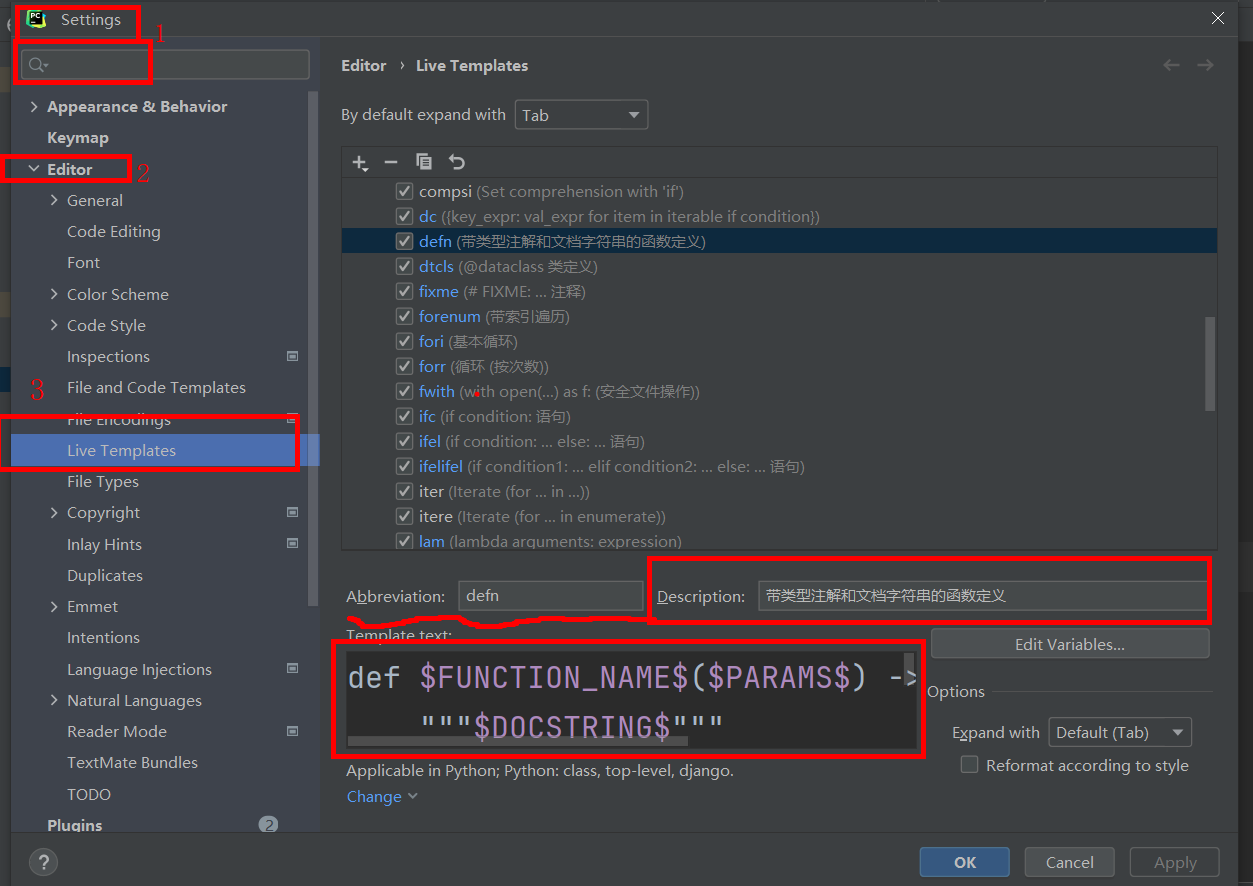 PC Settings
1
Appearance & Behavior
Keymap
Editor
2
General
Code Editing
Font
Color Scheme
Code Style
Inspections
File and Code Templates
3
File Encodings
Live Templates
File Types
Copyright
Inlay Hints
Duplicates
Emmet
Intentions
Language Injections
Natural Languages
Reader Mode
TextMate Bundles
TODO
Plugins 2
?
Editor › Live Templates
By default expand with Tab
compsi (Set comprehension with 'if')
dc ({key_expr: val_expr for item in iterable if condition})
defn (带类型注解和文档字符串的函数定义)
dtcls (@dataclass 类定义)
fixme (# FIXME: ... 注释)
forenum (带索引遍历)
fori (基本循环)
forr (循环 (按次数))
fwith (with open(...) as f: (安全文件操作))
ifc (if condition: 语句)
ifel (if condition: ... else: ... 语句)
ifelifel (if condition1: ... elif condition2: ... else: ... 语句)
iter (Iterate (for ... in ...))
itere (Iterate (for ... in enumerate))
lam (lambda arguments: expression)
Abbreviation: defn Description: 带类型注解和文档字符串的函数定义
Template text:
def $FUNCTION_NAME$($PARAMS$) ->
"""$DOCSTRING$"""
Edit Variables...
Options
Expand with Default (Tab)
Reformat according to style
Applicable in Python; Python: class, top-level, django.
Change
OK Cancel Apply